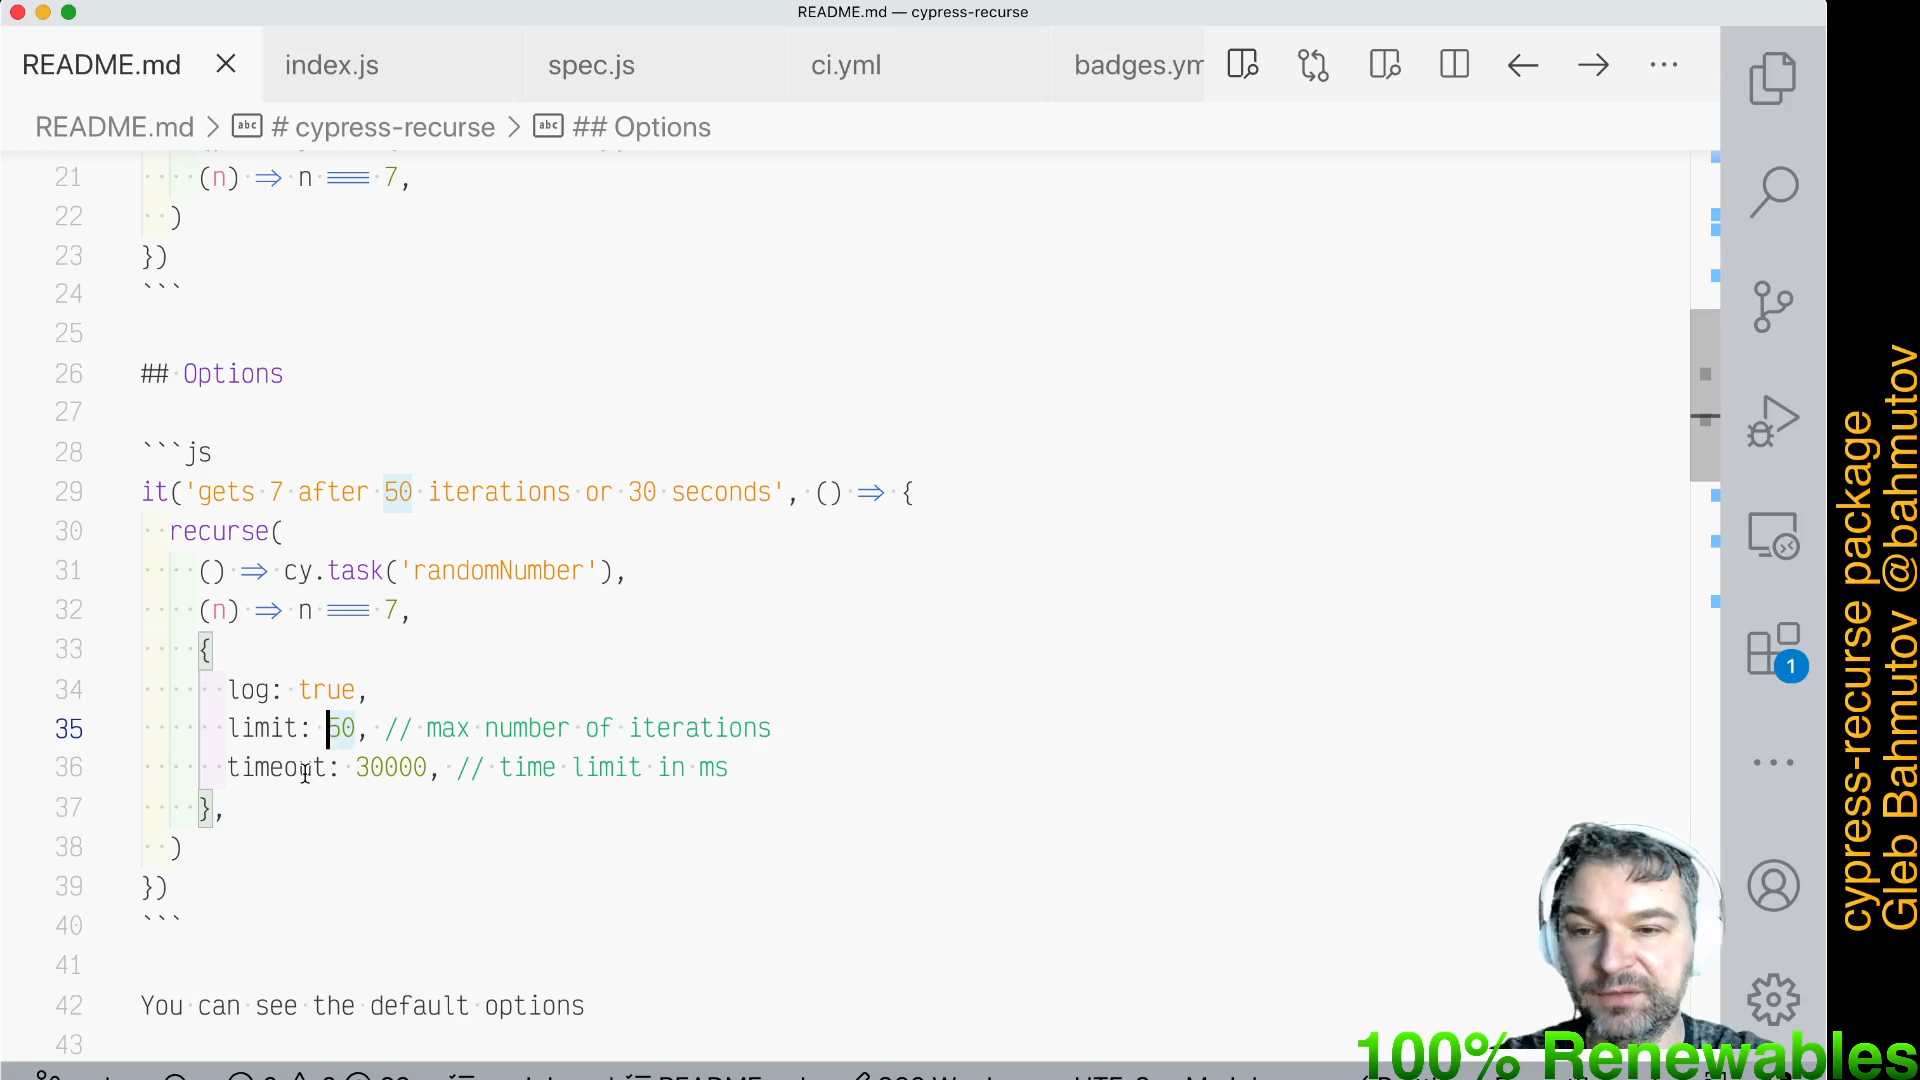 README.md — cypress-recurse
README.md index.js spec.js ci.yml badges.ym
README.md > # cypress-recurse > ## Options
21 (n) => n === 7,
22 )
23 })
24 ```
25
26 ## Options
27
28 ```js
29 it('gets 7 after 50 iterations or 30 seconds', () => {
30 recurse(
31 () => cy.task('randomNumber'),
32 (n) => n === 7,
33 {
34 log: true,
35 limit: 50, // max number of iterations
36 timeout: 30000, // time limit in ms
37 },
38 )
39 })
40 ```
41
42 You can see the default options
43
1
cypress-recurse package
Gleb Bahmutov @bahmutov
100% Renewables